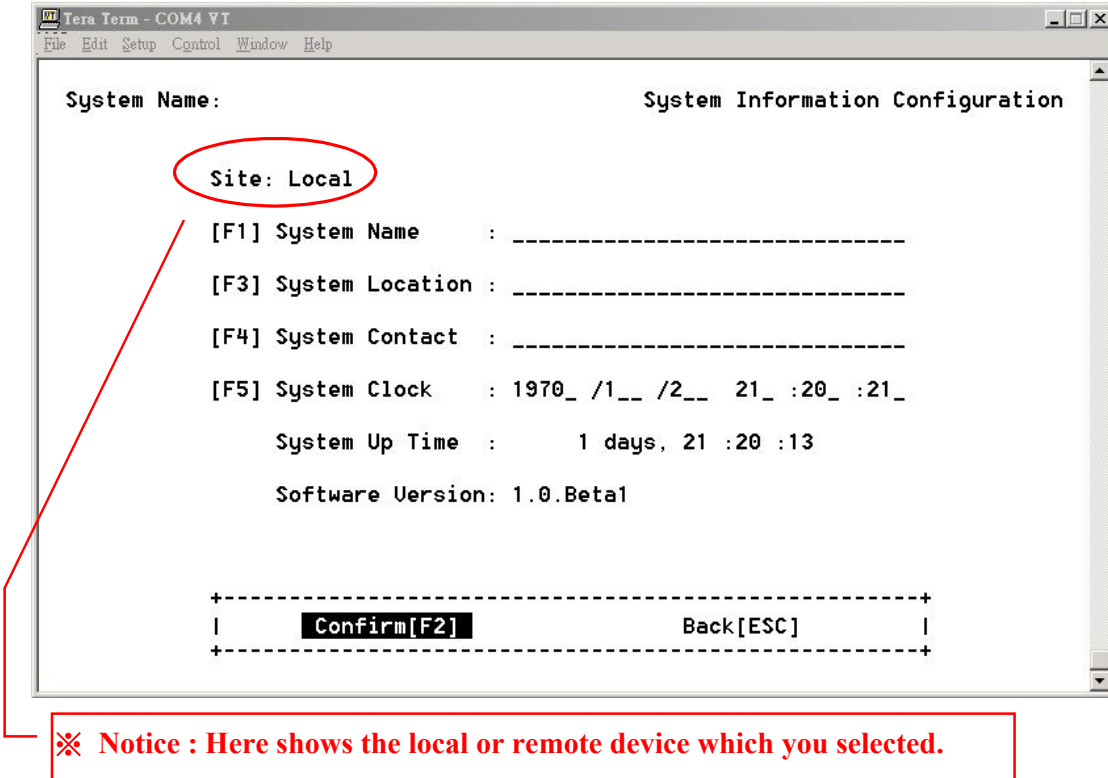 Tera Term - COM4 VT
File Edit Setup Control Window Help
System Name: System Information Configuration
Site: Local
[F1] System Name : ______________________________
[F3] System Location : ______________________________
[F4] System Contact : ______________________________
[F5] System Clock : 1970_ /1__ /2__ 21_ :20_ :21_
System Up Time : 1 days, 21 :20 :13
Software Version: 1.0.Beta1
+-----------------------------------------------------+
| Confirm[F2] Back[ESC] |
+-----------------------------------------------------+
※ Notice : Here shows the local or remote device which you selected.